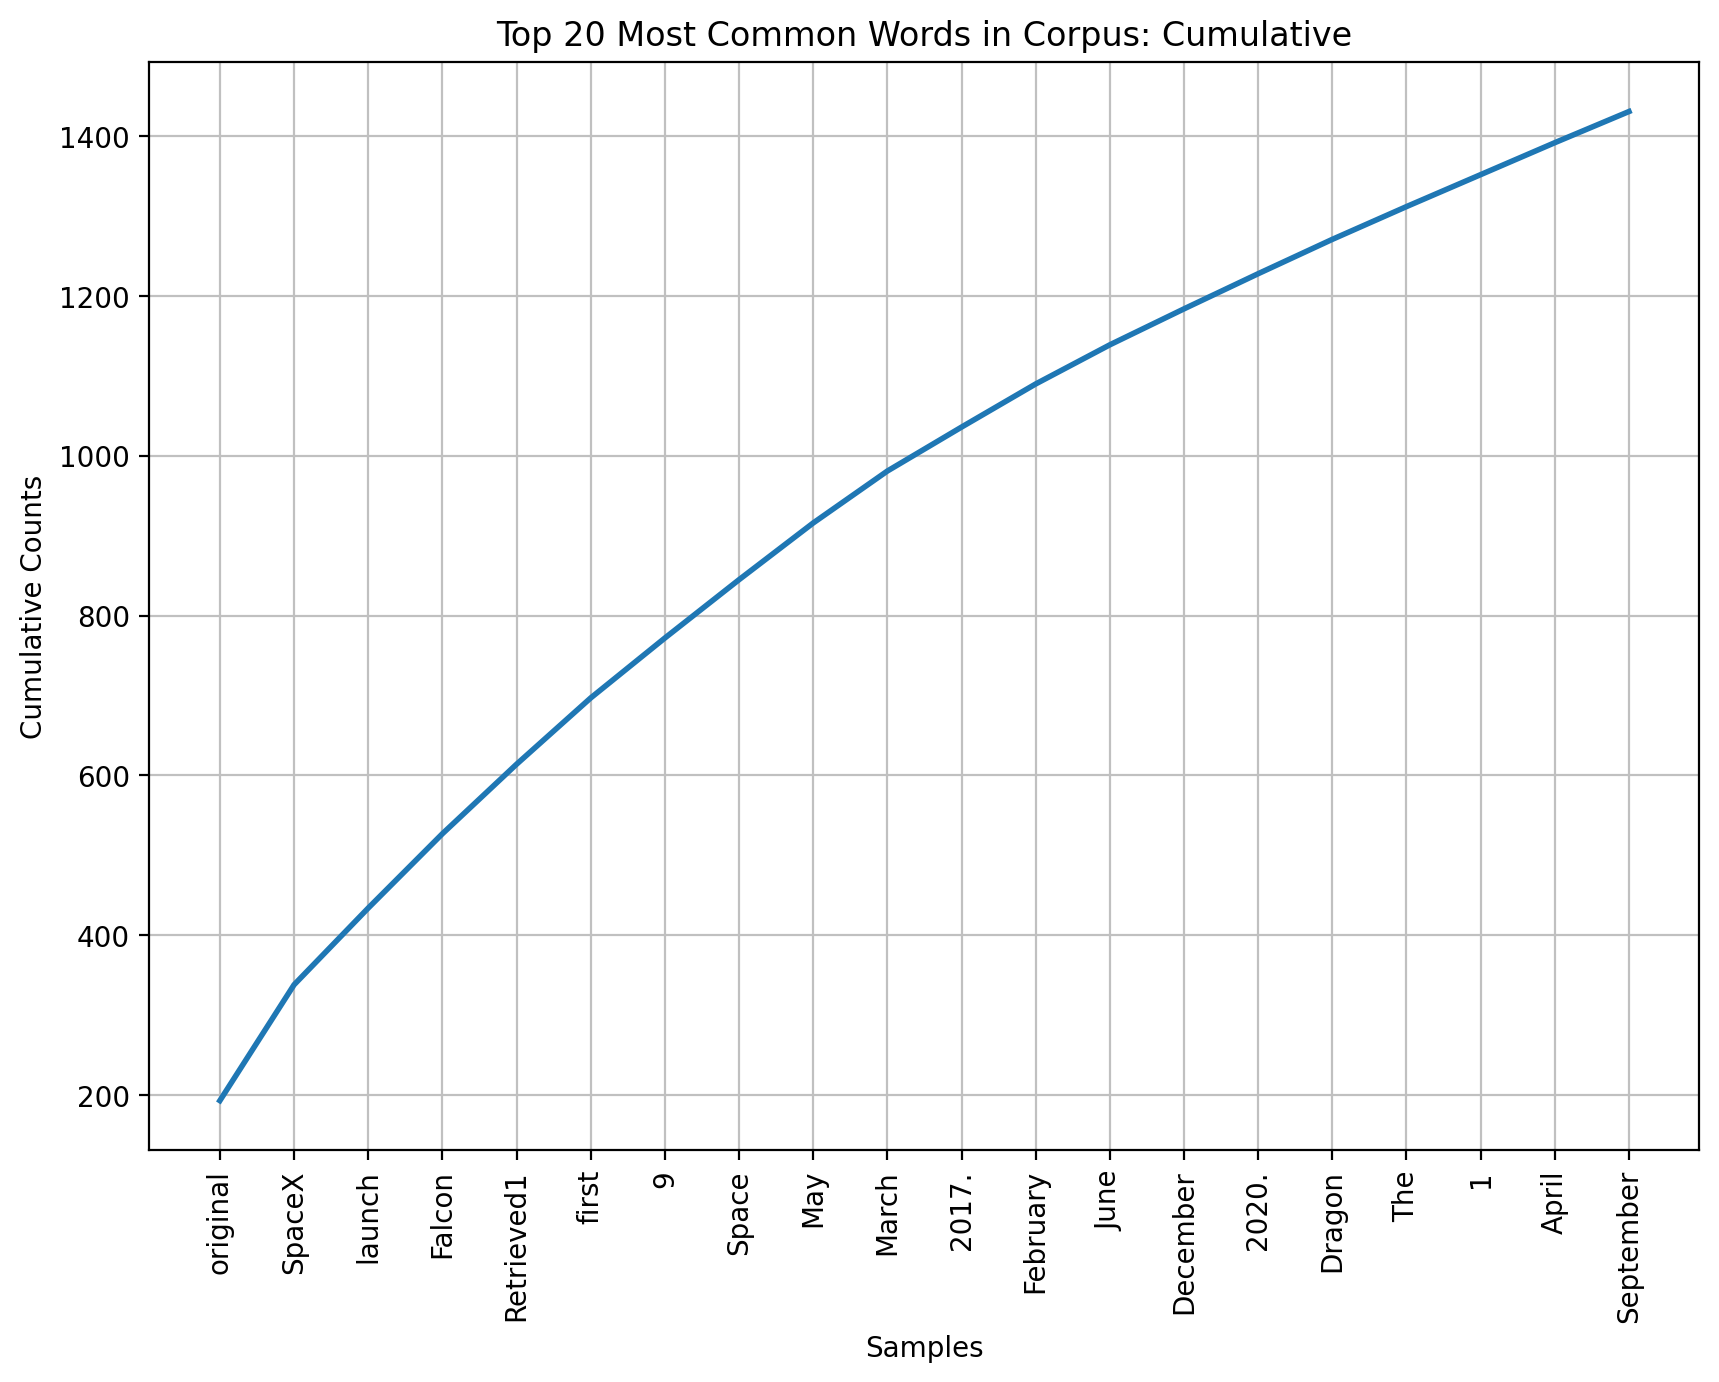 Top 20 Most Common Words in Corpus: Cumulative
Cumulative Counts
1400
1200
1000
800
600
400
200
original
SpaceX
launch
Falcon
Retrieved1
first
9
Space
May
March
2017.
February
June
December
2020.
Dragon
The
1
April
September
Samples